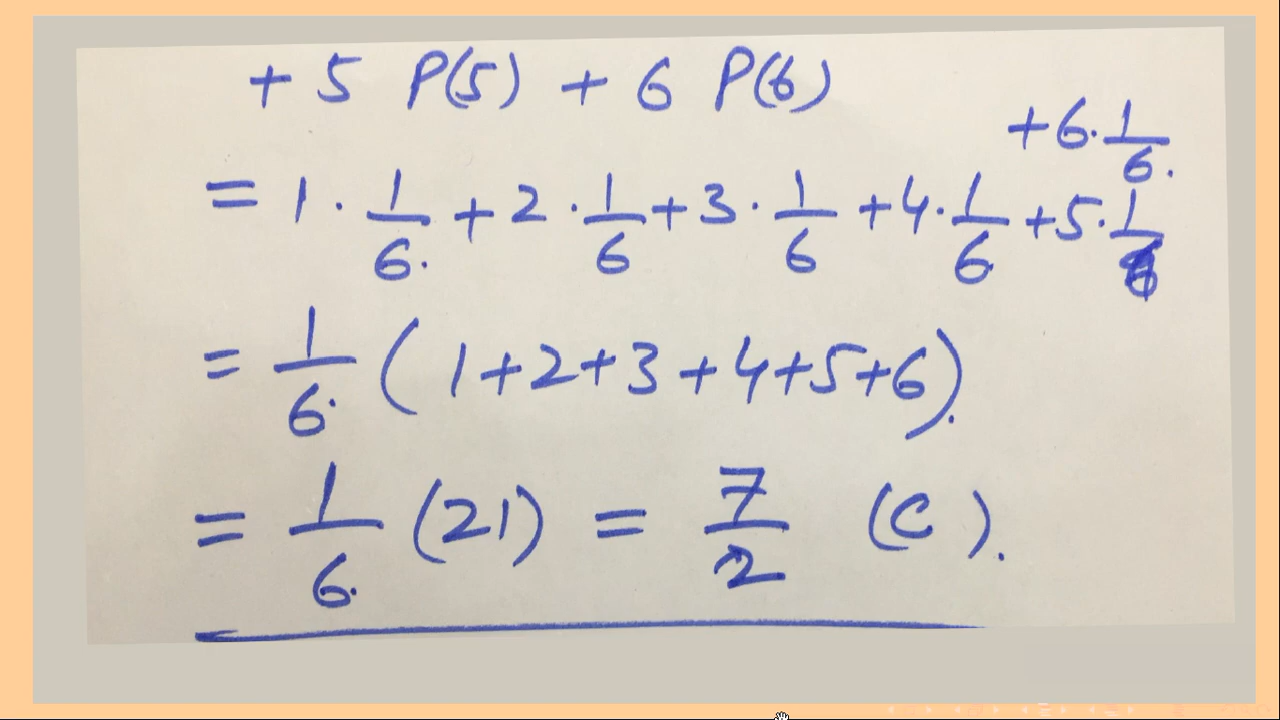 + 5 P(5) + 6 P(6)
= 1 · 1/6. + 2 · 1/6 + 3 · 1/6 + 4 · 1/6 + 5 · 1/6
+ 6 · 1/6.
= 1/6. ( 1+2+3+4+5+6).
= 1/6. (21) = 7/2 (C).